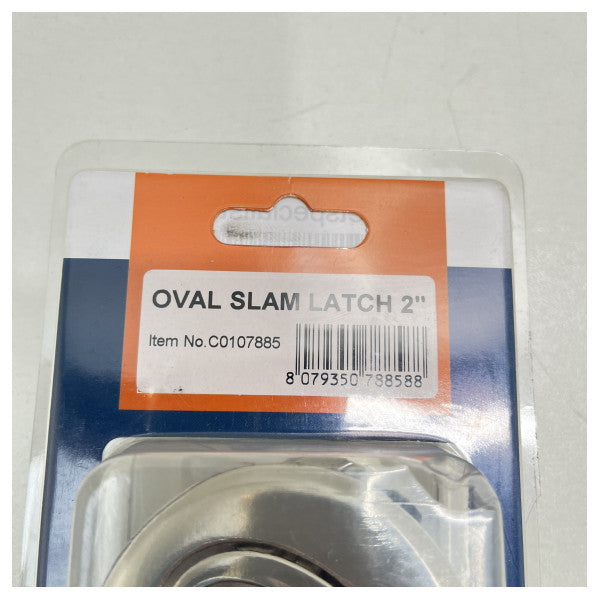 OVAL SLAM LATCH 2"
Item No.C0107885
8 079350 788588